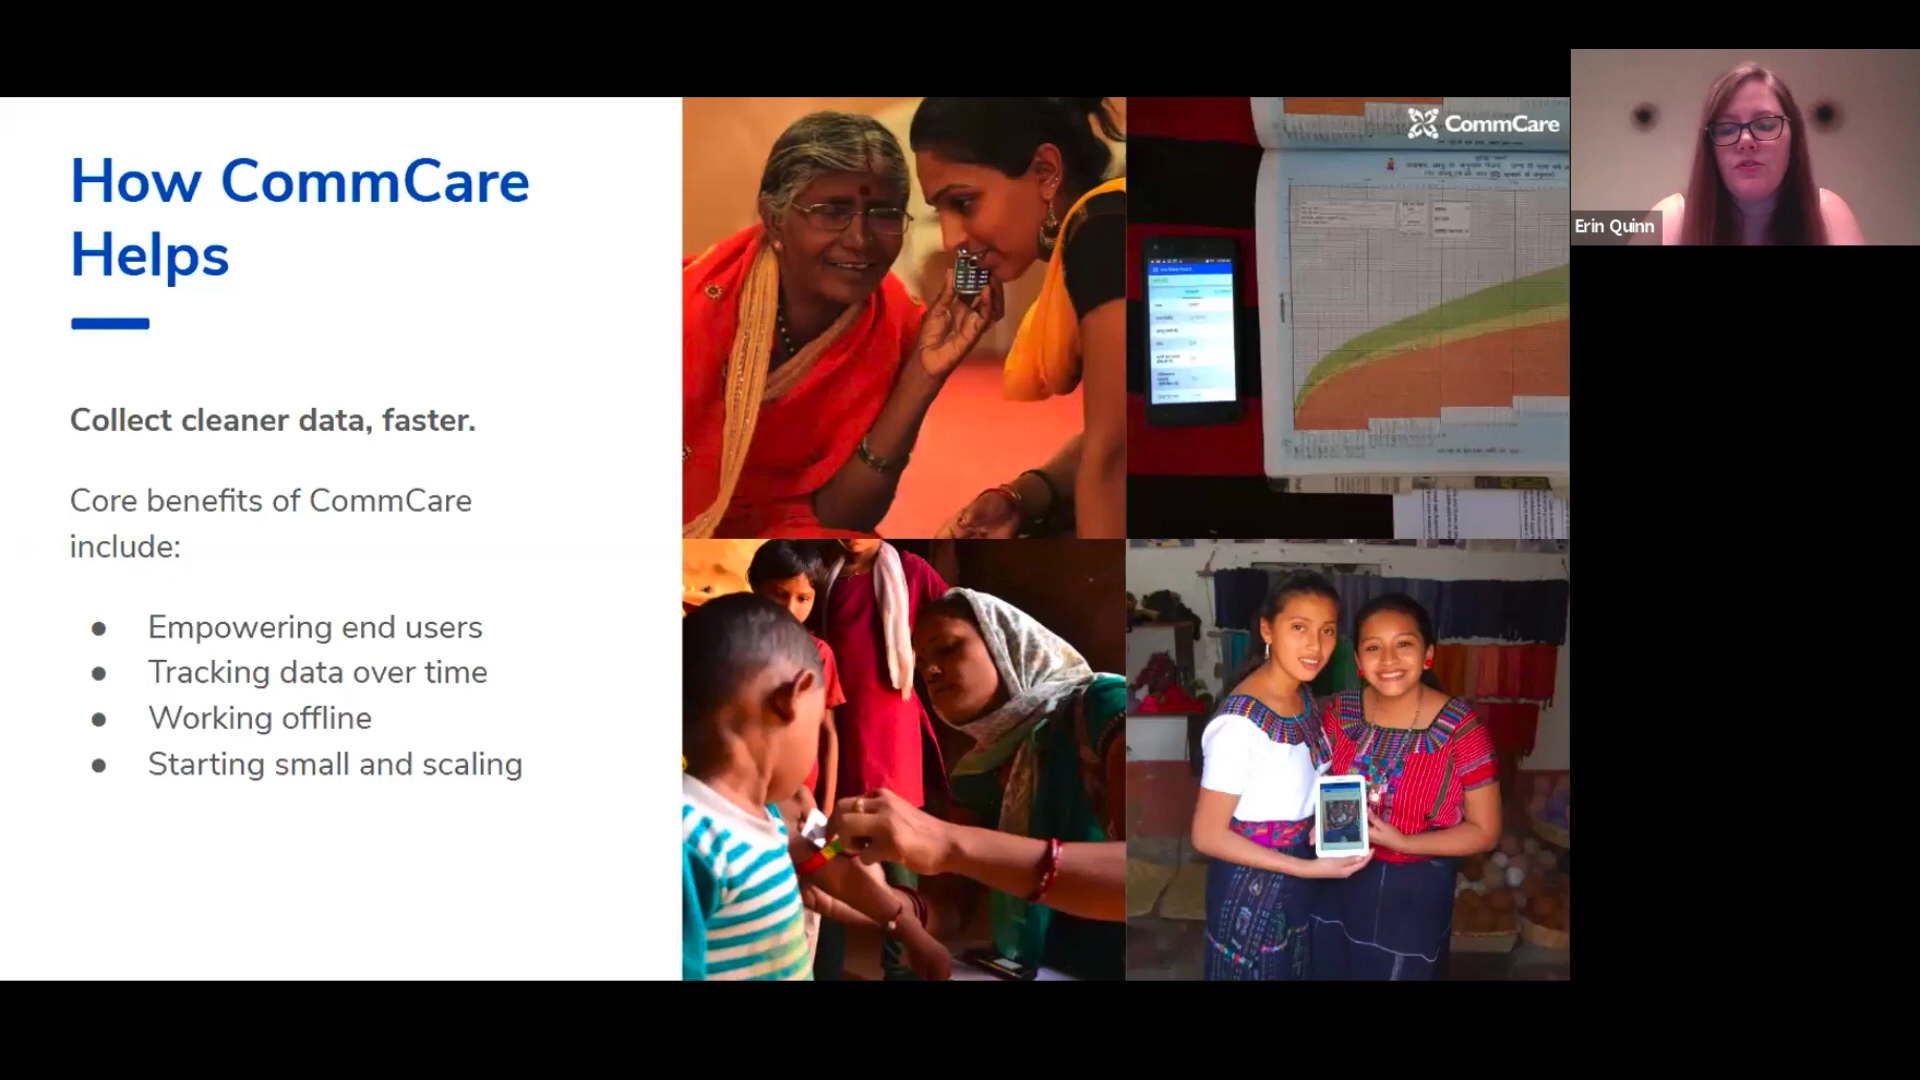 How CommCare
Helps
Collect cleaner data, faster.
Core benefits of CommCare
include:
● Empowering end users
● Tracking data over time
● Working offline
● Starting small and scaling
CommCare
Erin Quinn